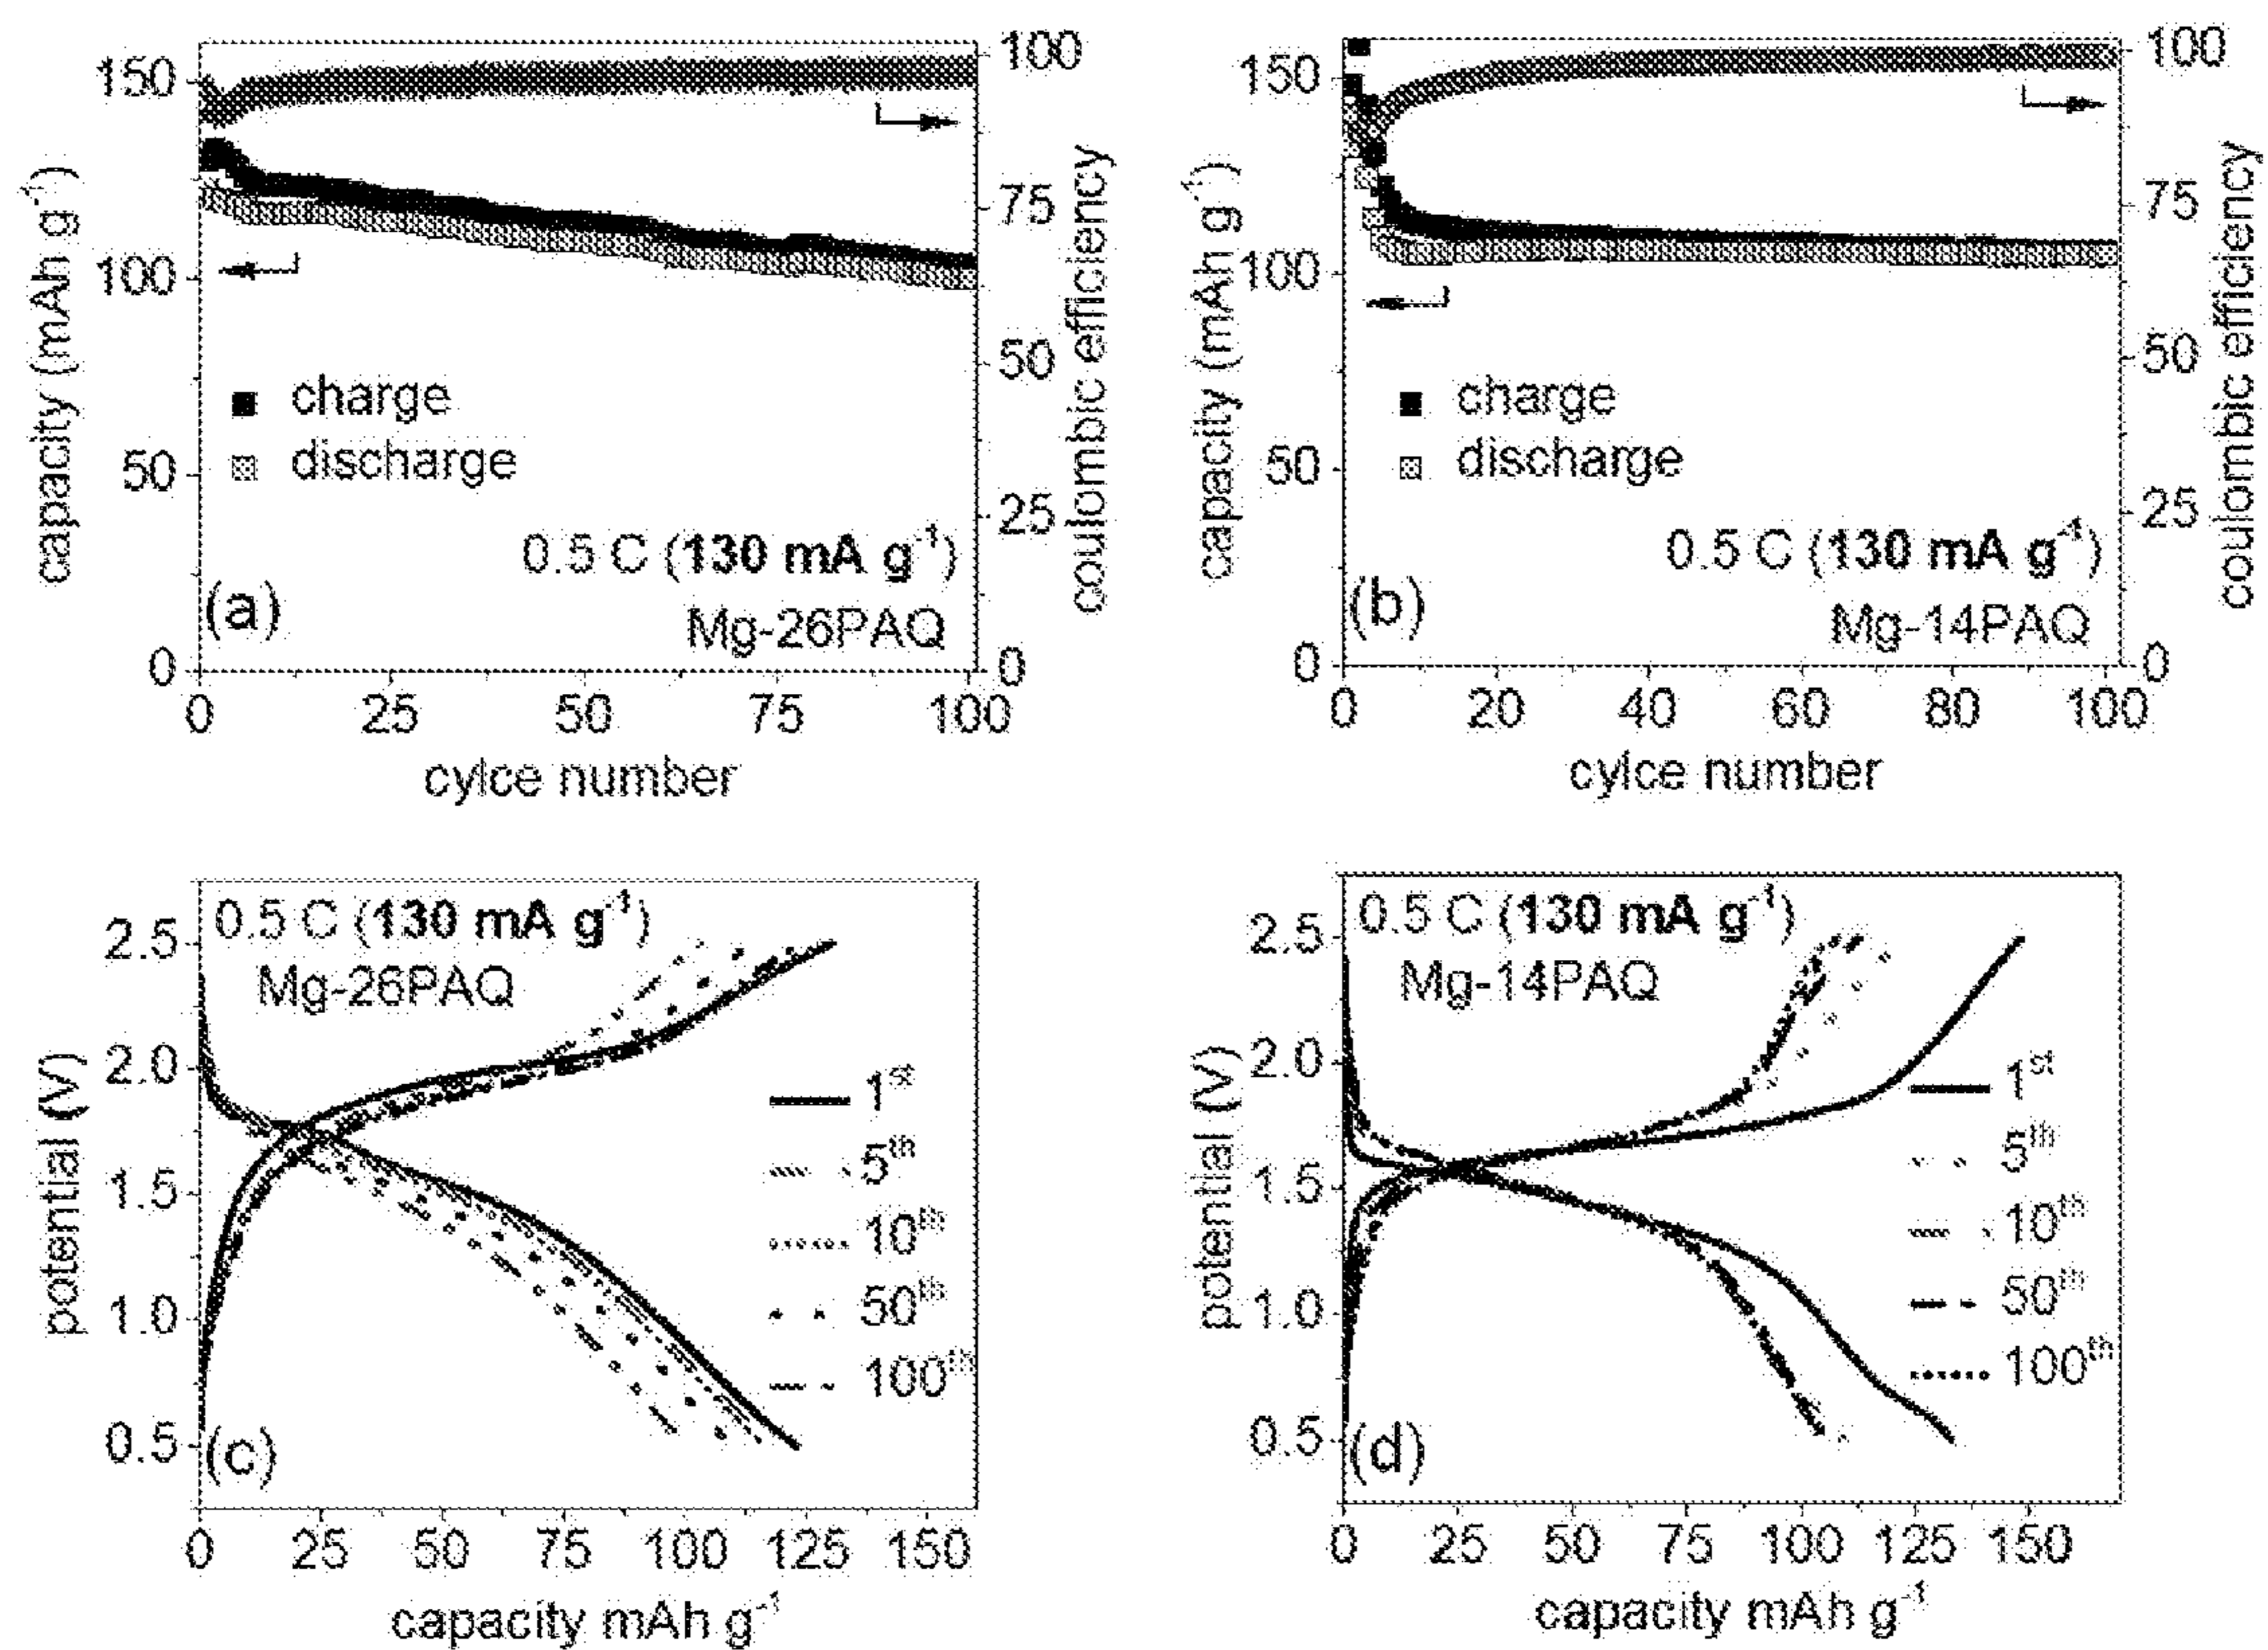 150
100
50
0
capacity (mAh g⁻¹)
100
75
50
25
0
coulombic efficiency
charge
discharge
0.5 C (130 mA g⁻¹)
(a)
Mg-26PAQ
0 25 50 75 100
cylce number
150
100
50
0
capacity (mAh g⁻¹)
100
75
50
25
0
coulombic efficiency
charge
discharge
0.5 C (130 mA g⁻¹)
(b)
Mg-14PAQ
0 20 40 60 80 100
cylce number
0.5 C (130 mA g⁻¹)
Mg-26PAQ
2.5
2.0
1.5
1.0
0.5
potential (V)
1st
5th
10th
50th
100th
(c)
0 25 50 75 100 125 150
capacity mAh g⁻¹
0.5 C (130 mA g⁻¹)
Mg-14PAQ
2.5
2.0
1.5
1.0
0.5
potential (V)
1st
5th
10th
50th
100th
(d)
0 25 50 75 100 125 150
capacity mAh g⁻¹